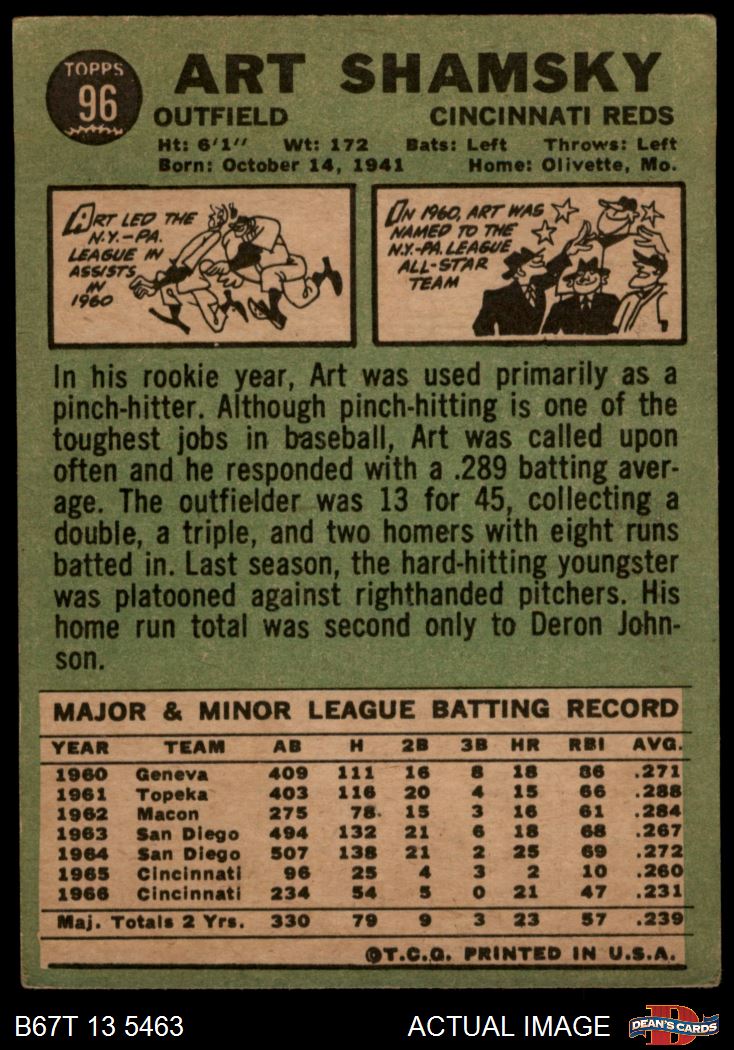 TOPPS
96
ART SHAMSKY
OUTFIELD CINCINNATI REDS
Ht: 6'1" Wt: 172 Bats: Left Throws: Left
Born: October 14, 1941 Home: Olivette, Mo.
ART LED THE
N.Y.-PA.
LEAGUE IN
ASSISTS
IN
1960
IN 1960, ART WAS
NAMED TO THE
N.Y.-PA. LEAGUE
ALL-STAR
TEAM
In his rookie year, Art was used primarily as a
pinch-hitter. Although pinch-hitting is one of the
toughest jobs in baseball, Art was called upon
often and he responded with a .289 batting aver-
age. The outfielder was 13 for 45, collecting a
double, a triple, and two homers with eight runs
batted in. Last season, the hard-hitting youngster
was platooned against righthanded pitchers. His
home run total was second only to Deron John-
son.
MAJOR & MINOR LEAGUE BATTING RECORD
YEAR TEAM AB H 2B 3B HR RBI AVG.
1960 Geneva 409 111 16 8 18 86 .271
1961 Topeka 403 116 20 4 15 66 .288
1962 Macon 275 78 15 3 16 61 .284
1963 San Diego 494 132 21 6 18 68 .267
1964 San Diego 507 138 21 2 25 69 .272
1965 Cincinnati 96 25 4 3 2 10 .260
1966 Cincinnati 234 54 5 0 21 47 .231
Maj. Totals 2 Yrs. 330 79 9 3 23 57 .239
©T.C.G. PRINTED IN U.S.A.
B67T 13 5463 ACTUAL IMAGE DEAN'S CARDS